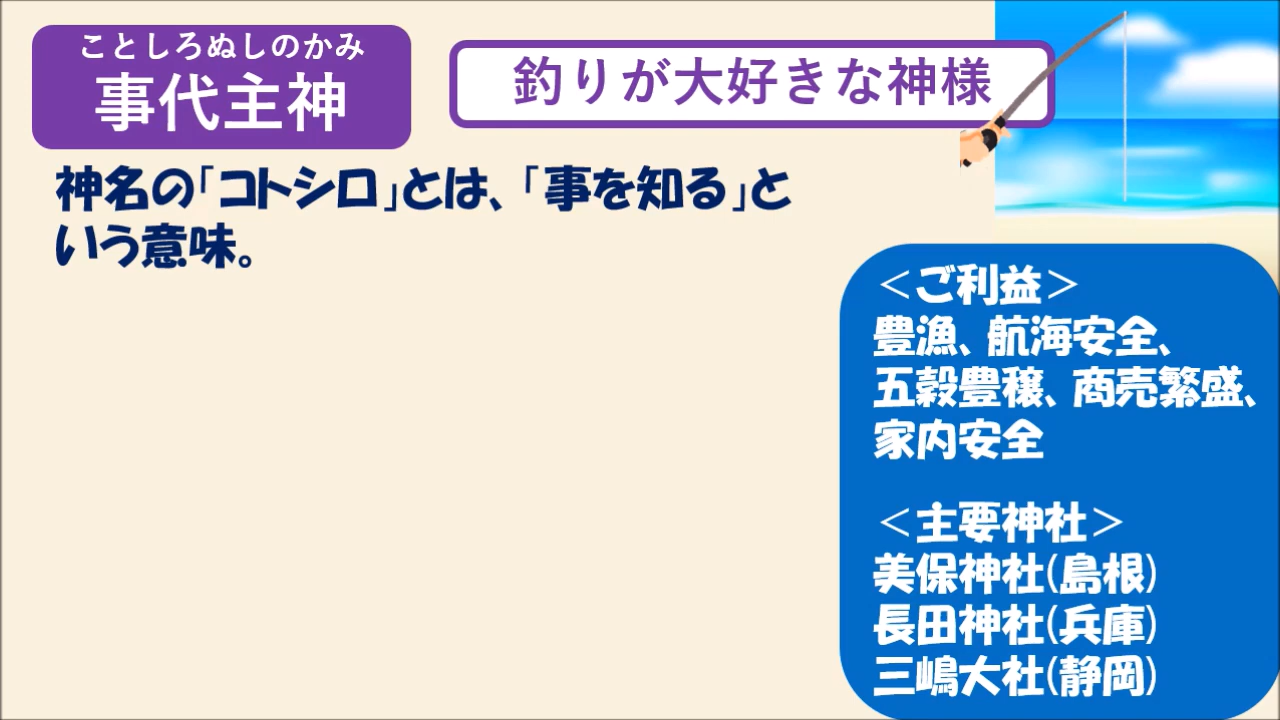 ことしろぬしのかみ
事代主神
釣りが大好きな神様
神名の「コトシロ」とは、「事を知る」と
いう意味。
＜ご利益＞
豊漁、航海安全、
五穀豊穣、商売繁盛、
家内安全
＜主要神社＞
美保神社(島根)
長田神社(兵庫)
三嶋大社(静岡)